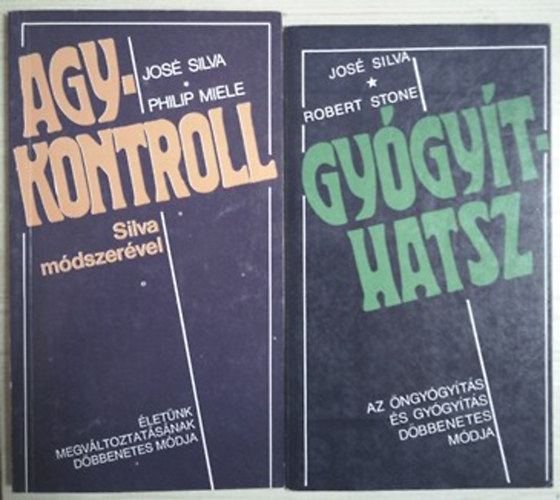 JOSÉ SILVA
PHILIP MIELE
AGY-
KONTROLL
Silva
módszerével
ÉLETÜNK
MEGVÁLTOZTATÁSÁNAK
DÖBBENETES MÓDJA
JOSÉ SILVA
ROBERT STONE
GYÓGYÍT-
HATSZ
AZ ÖNGYÓGYÍTÁS
ÉS GYÓGYÍTÁS
DÖBBENETES
MÓDJA